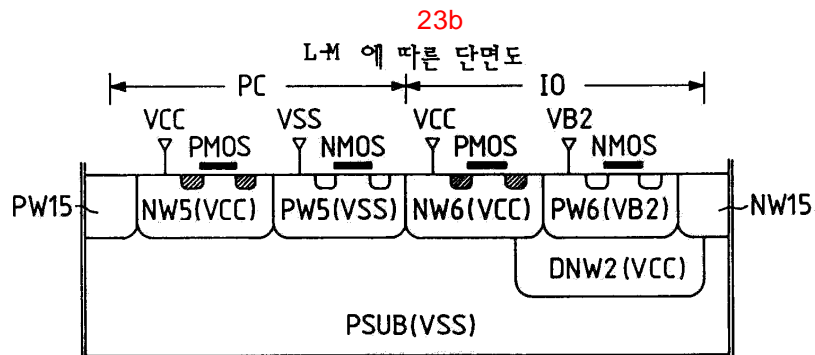 23b
L-M 에 따른 단면도
PC IO
VCC VSS VCC VB2
PMOS NMOS PMOS NMOS
PW15 NW5(VCC) PW5(VSS) NW6(VCC) PW6(VB2) NW15
DNW2(VCC)
PSUB(VSS)